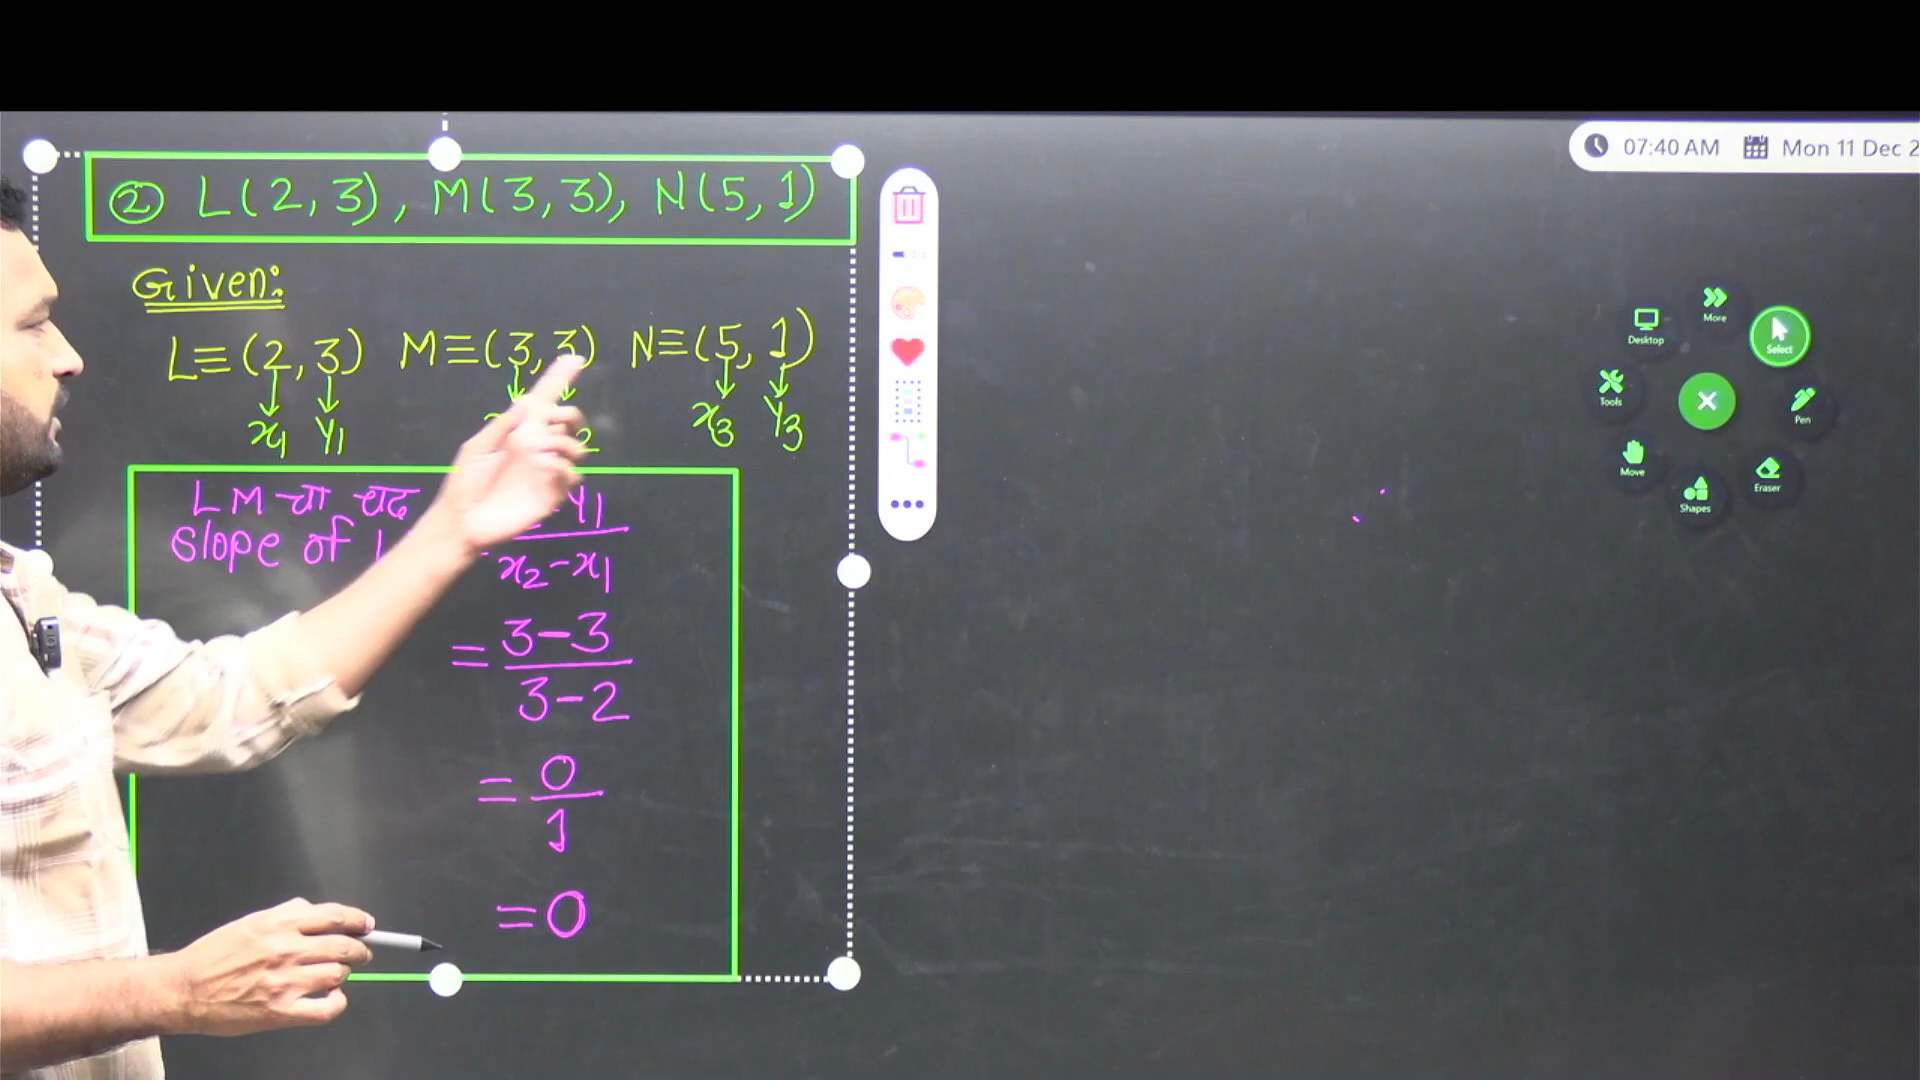 ② L(2,3), M(3,3), N(5,1)
Given:
L≡(2,3) M≡(3,3) N≡(5,1)
x₁ y₁ x₃ y₃
LM चा चढ y₁
slope of
x₂-x₁
= 3-3
3-2
= 0
1
=0
07:40 AM Mon 11 Dec 2
More
Desktop
Select
Tools
Pen
Move
Eraser
Shapes